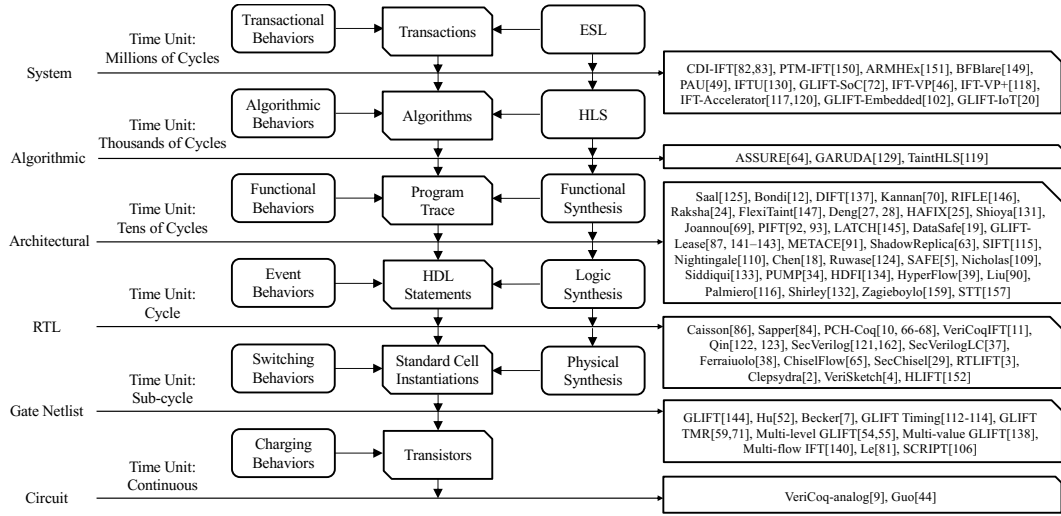 Transactional
Behaviors
Transactions
ESL
Time Unit:
Millions of Cycles
System
CDI-IFT[82,83], PTM-IFT[150], ARMHEx[151], BFBlare[149],
PAU[49], IFTU[130], GLIFT-SoC[72], IFT-VP[46], IFT-VP+[118],
IFT-Accelerator[117,120], GLIFT-Embedded[102], GLIFT-IoT[20]
Algorithmic
Behaviors
Algorithms
HLS
Time Unit:
Thousands of Cycles
Algorithmic
ASSURE[64], GARUDA[129], TaintHLS[119]
Functional
Behaviors
Program
Trace
Functional
Synthesis
Time Unit:
Tens of Cycles
Architectural
Saal[125], Bondi[12], DIFT[137], Kannan[70], RIFLE[146],
Raksha[24], FlexiTaint[147], Deng[27, 28], HAFIX[25], Shioya[131],
Joannou[69], PIFT[92, 93], LATCH[145], DataSafe[19], GLIFT-
Lease[87, 141–143], METACE[91], ShadowReplica[63], SIFT[115],
Nightingale[110], Chen[18], Ruwase[124], SAFE[5], Nicholas[109],
Siddiqui[133], PUMP[34], HDFI[134], HyperFlow[39], Liu[90],
Palmiero[116], Shirley[132], Zagieboylo[159], STT[157]
Event
Behaviors
HDL
Statements
Logic
Synthesis
Time Unit:
Cycle
RTL
Caisson[86], Sapper[84], PCH-Coq[10, 66-68], VeriCoqIFT[11],
Qin[122, 123], SecVerilog[121,162], SecVerilogLC[37],
Ferraiuolo[38], ChiselFlow[65], SecChisel[29], RTLIFT[3],
Clepsydra[2], VeriSketch[4], HLIFT[152]
Switching
Behaviors
Standard Cell
Instantiations
Physical
Synthesis
Time Unit:
Sub-cycle
Gate Netlist
GLIFT[144], Hu[52], Becker[7], GLIFT Timing[112-114], GLIFT
TMR[59,71], Multi-level GLIFT[54,55], Multi-value GLIFT[138],
Multi-flow IFT[140], Le[81], SCRIPT[106]
Charging
Behaviors
Transistors
Time Unit:
Continuous
Circuit
VeriCoq-analog[9], Guo[44]